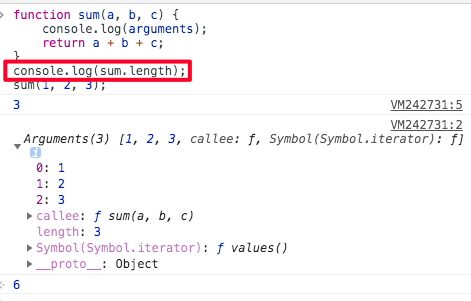 function sum(a, b, c) {
console.log(arguments);
return a + b + c;
}
console.log(sum.length);
sum(1, 2, 3);
3 VM242731:5
VM242731:2
Arguments(3) [1, 2, 3, callee: ƒ, Symbol(Symbol.iterator): ƒ]
i
0: 1
1: 2
2: 3
callee: ƒ sum(a, b, c)
length: 3
Symbol(Symbol.iterator): ƒ values()
__proto__: Object
6